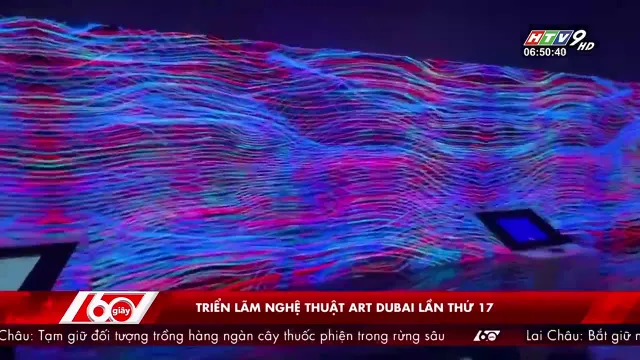 HTV9 HD
06:50:40
60 giây
TRIỂN LÃM NGHỆ THUẬT ART DUBAI LẦN THỨ 17
Châu: Tạm giữ đối tượng trồng hàng ngàn cây thuốc phiện trong rừng sâu 60 Lai Châu: Bắt giữ